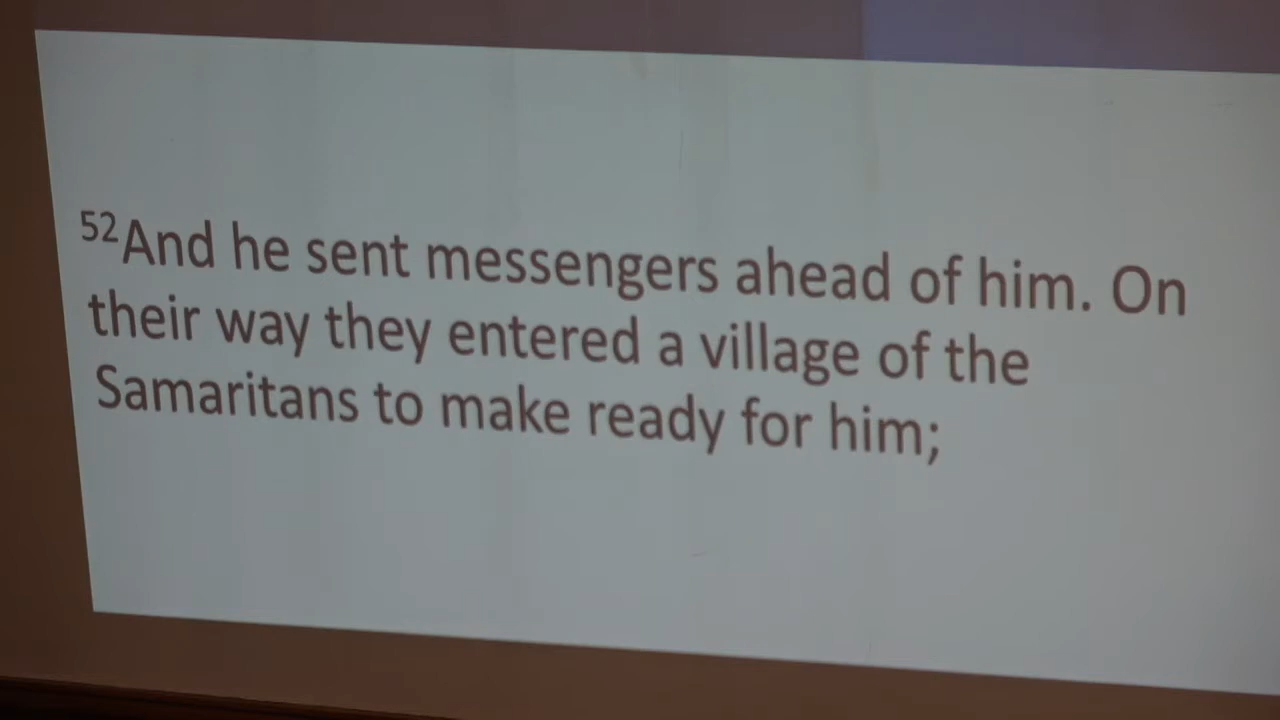 52And he sent messengers ahead of him. On
their way they entered a village of the
Samaritans to make ready for him;